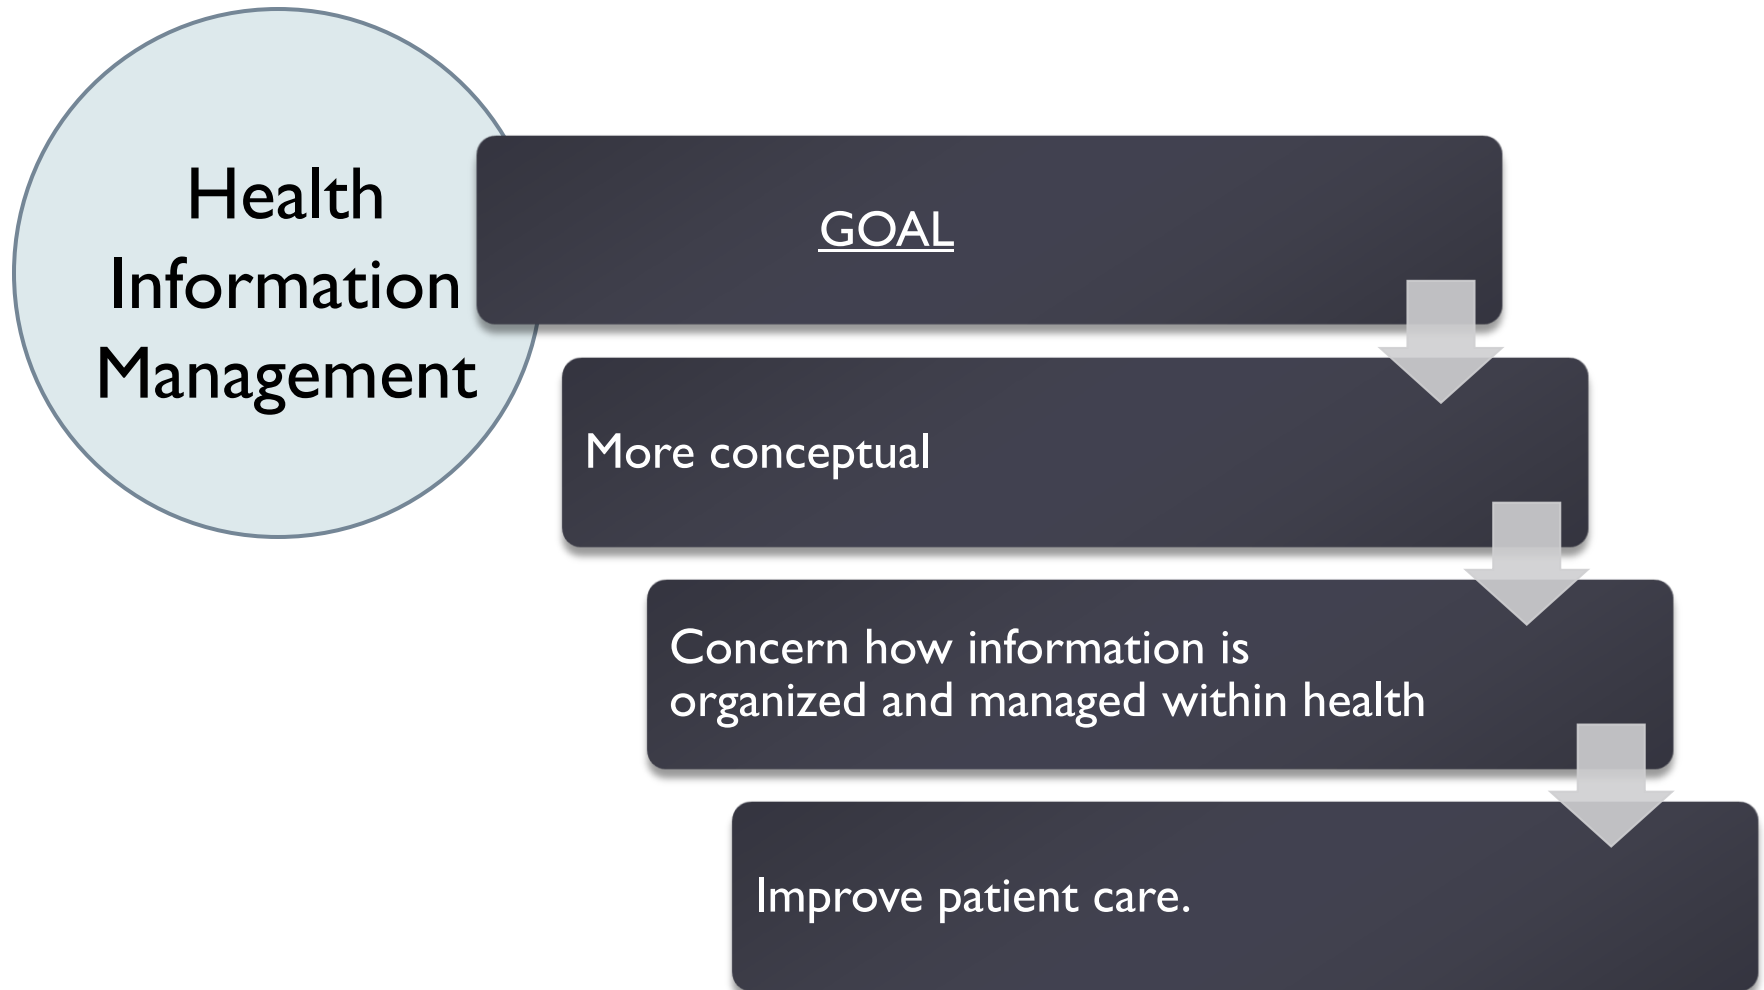 Health
Information
Management
GOAL
More conceptual
Concern how information is
organized and managed within health
Improve patient care.